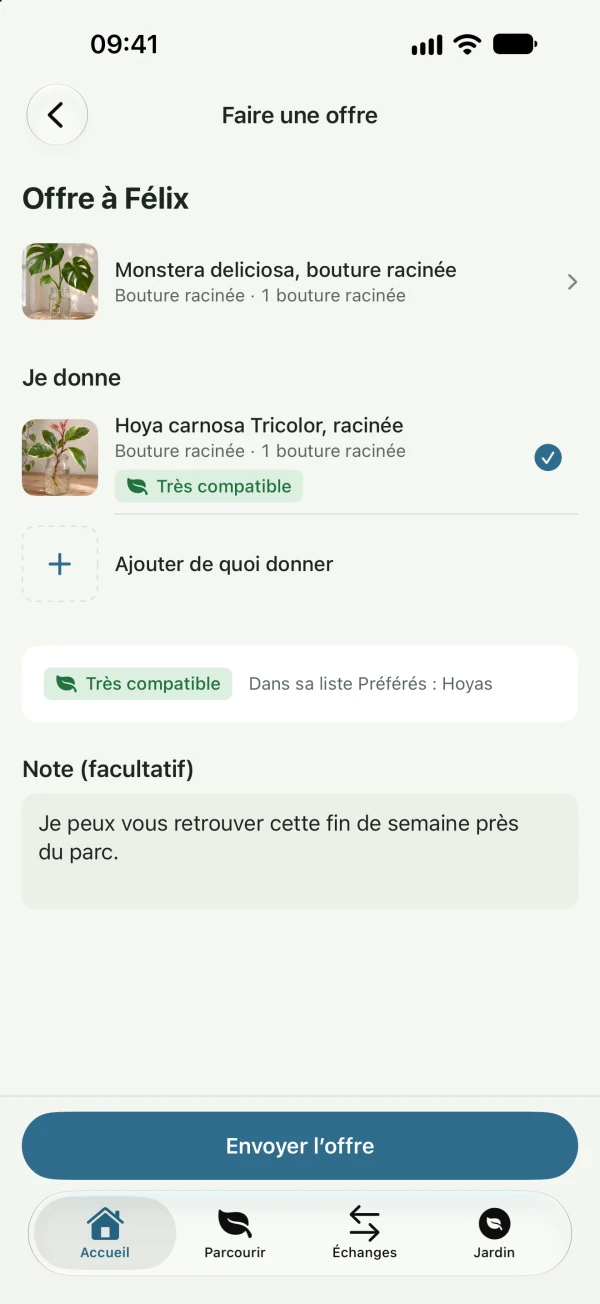 09:41
Faire une offre
Offre à Félix
Monstera deliciosa, bouture racinée
Bouture racinée · 1 bouture racinée
Je donne
Hoya carnosa Tricolor, racinée
Bouture racinée · 1 bouture racinée
Très compatible
Ajouter de quoi donner
Très compatible Dans sa liste Préférés : Hoyas
Note (facultatif)
Je peux vous retrouver cette fin de semaine près
du parc.
Envoyer l’offre
Accueil Parcourir Échanges Jardin